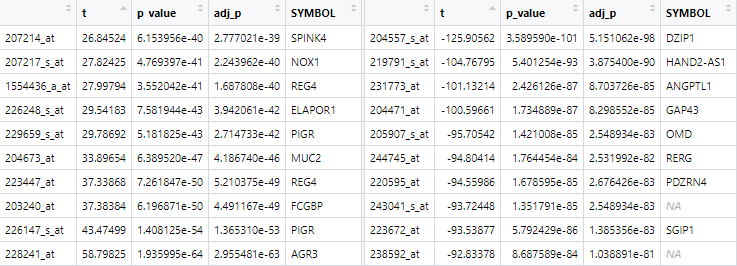 t p_value adj_p SYMBOL t p_value adj_p SYMBOL
207214_at 26.84524 6.153956e-40 2.777021e-39 SPINK4 204557_s_at -125.90562 3.589590e-101 5.151062e-98 DZIP1
207217_s_at 27.82425 4.769397e-41 2.243962e-40 NOX1 219791_s_at -104.76795 5.401254e-93 3.875400e-90 HAND2-AS1
1554436_a_at 27.99794 3.552042e-41 1.687808e-40 REG4 231773_at -101.13214 2.426126e-87 8.703726e-85 ANGPTL1
226248_s_at 29.54183 7.581944e-43 3.942061e-42 ELAPOR1 204471_at -100.59661 1.734889e-87 8.298552e-85 GAP43
229659_s_at 29.78692 5.181825e-43 2.714733e-42 PIGR 205907_s_at -95.70542 1.421008e-85 2.548934e-83 OMD
204673_at 33.89654 6.389520e-47 4.186740e-46 MUC2 244745_at -94.80414 1.764454e-84 2.531992e-82 RERG
223447_at 37.33868 7.261847e-50 5.210375e-49 REG4 220595_at -94.55986 1.678595e-85 2.676426e-83 PDZRN4
203240_at 37.38384 6.196871e-50 4.491167e-49 FCGBP 243041_s_at -93.72448 1.351791e-85 2.548934e-83 NA
226147_s_at 43.47499 1.408125e-54 1.365310e-53 PIGR 223672_at -93.53877 5.792429e-86 1.385356e-83 SGIP1
228241_at 58.79825 1.935995e-64 2.955481e-63 AGR3 238592_at -92.83378 8.687589e-84 1.038891e-81 NA